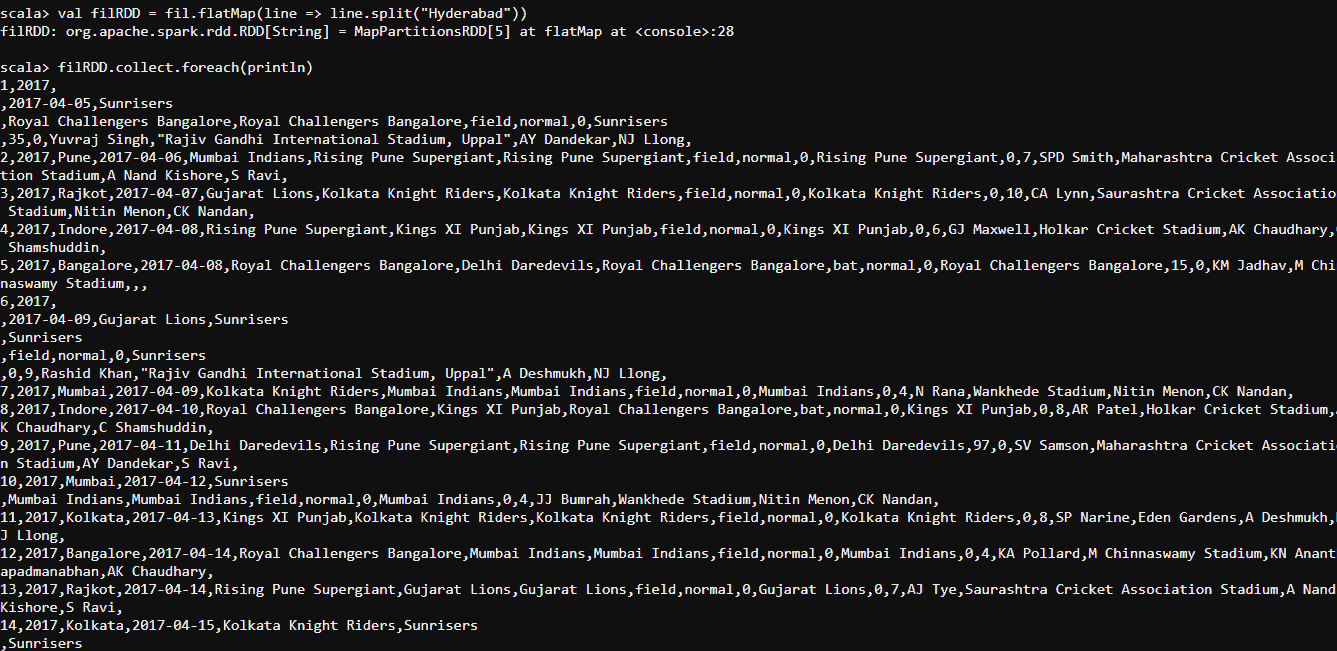 scala> val filRDD = fil.flatMap(line => line.split("Hyderabad"))
filRDD: org.apache.spark.rdd.RDD[String] = MapPartitionsRDD[5] at flatMap at <console>:28
scala> filRDD.collect.foreach(println)
1,2017,
,2017-04-05,Sunrisers
,Royal Challengers Bangalore,Royal Challengers Bangalore,field,normal,0,Sunrisers
,35,0,Yuvraj Singh,"Rajiv Gandhi International Stadium, Uppal",AY Dandekar,NJ Llong,
2,2017,Pune,2017-04-06,Mumbai Indians,Rising Pune Supergiant,Rising Pune Supergiant,field,normal,0,Rising Pune Supergiant,0,7,SPD Smith,Maharashtra Cricket Associ
tion Stadium,A Nand Kishore,S Ravi,
3,2017,Rajkot,2017-04-07,Gujarat Lions,Kolkata Knight Riders,Kolkata Knight Riders,field,normal,0,Kolkata Knight Riders,0,10,CA Lynn,Saurashtra Cricket Associatio
Stadium,Nitin Menon,CK Nandan,
4,2017,Indore,2017-04-08,Rising Pune Supergiant,Kings XI Punjab,Kings XI Punjab,field,normal,0,Kings XI Punjab,0,6,GJ Maxwell,Holkar Cricket Stadium,AK Chaudhary,
Shamshuddin,
5,2017,Bangalore,2017-04-08,Royal Challengers Bangalore,Delhi Daredevils,Royal Challengers Bangalore,bat,normal,0,Royal Challengers Bangalore,15,0,KM Jadhav,M Chi
naswamy Stadium,,,
6,2017,
,2017-04-09,Gujarat Lions,Sunrisers
,Sunrisers
,field,normal,0,Sunrisers
,0,9,Rashid Khan,"Rajiv Gandhi International Stadium, Uppal",A Deshmukh,NJ Llong,
7,2017,Mumbai,2017-04-09,Kolkata Knight Riders,Mumbai Indians,Mumbai Indians,field,normal,0,Mumbai Indians,0,4,N Rana,Wankhede Stadium,Nitin Menon,CK Nandan,
8,2017,Indore,2017-04-10,Royal Challengers Bangalore,Kings XI Punjab,Royal Challengers Bangalore,bat,normal,0,Kings XI Punjab,0,8,AR Patel,Holkar Cricket Stadium,
K Chaudhary,C Shamshuddin,
9,2017,Pune,2017-04-11,Delhi Daredevils,Rising Pune Supergiant,Rising Pune Supergiant,field,normal,0,Delhi Daredevils,97,0,SV Samson,Maharashtra Cricket Associati
n Stadium,AY Dandekar,S Ravi,
10,2017,Mumbai,2017-04-12,Sunrisers
,Mumbai Indians,Mumbai Indians,field,normal,0,Mumbai Indians,0,4,JJ Bumrah,Wankhede Stadium,Nitin Menon,CK Nandan,
11,2017,Kolkata,2017-04-13,Kings XI Punjab,Kolkata Knight Riders,Kolkata Knight Riders,field,normal,0,Kolkata Knight Riders,0,8,SP Narine,Eden Gardens,A Deshmukh,
J Llong,
12,2017,Bangalore,2017-04-14,Royal Challengers Bangalore,Mumbai Indians,Mumbai Indians,field,normal,0,Mumbai Indians,0,4,KA Pollard,M Chinnaswamy Stadium,KN Anant
apadmanabhan,AK Chaudhary,
13,2017,Rajkot,2017-04-14,Rising Pune Supergiant,Gujarat Lions,Gujarat Lions,field,normal,0,Gujarat Lions,0,7,AJ Tye,Saurashtra Cricket Association Stadium,A Nand
Kishore,S Ravi,
14,2017,Kolkata,2017-04-15,Kolkata Knight Riders,Sunrisers
,Sunrisers